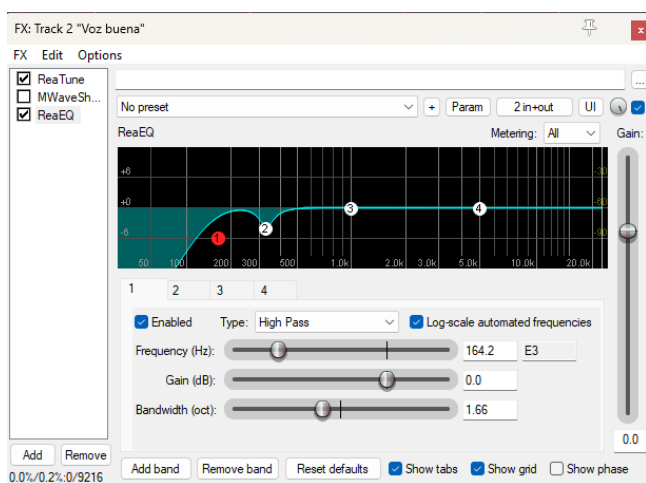 FX: Track 2 "Voz buena"
x
FX Edit Options
ReaTune
MWaveSh...
ReaEQ
...
No preset
+
Param
2 in+out
UI
ReaEQ
Metering: All
Gain:
+6
+0
-6
-30
-60
-90
1
2
3
4
50 100 200 300 500 1.0k 2.0k 3.0k 5.0k 10.0k 20.0k
1 2 3 4
Enabled Type: High Pass Log-scale automated frequencies
Frequency (Hz): 164.2 E3
Gain (dB): 0.0
Bandwidth (oct): 1.66
0.0
Add Remove
Add band Remove band Reset defaults Show tabs Show grid Show phase
0.0%/0.2%:0/9216